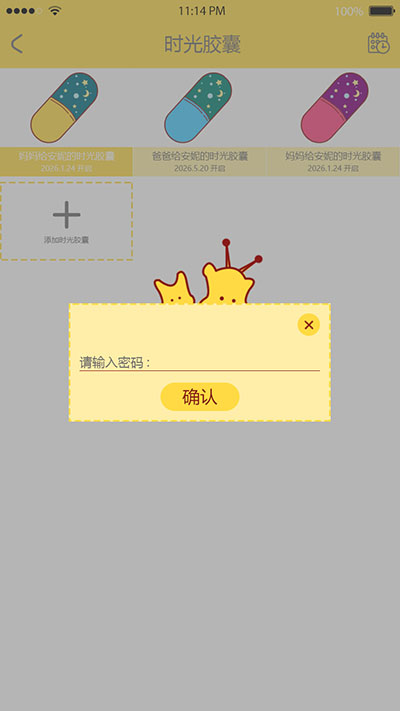 11:14 PM
100%
时光胶囊
妈妈给安妮的时光胶囊
2026.1.24 开启
爸爸给安妮的时光胶囊
2026.5.20 开启
妈妈给安妮的时光胶囊
2026.1.24 开启
添加时光胶囊
请输入密码：
确认